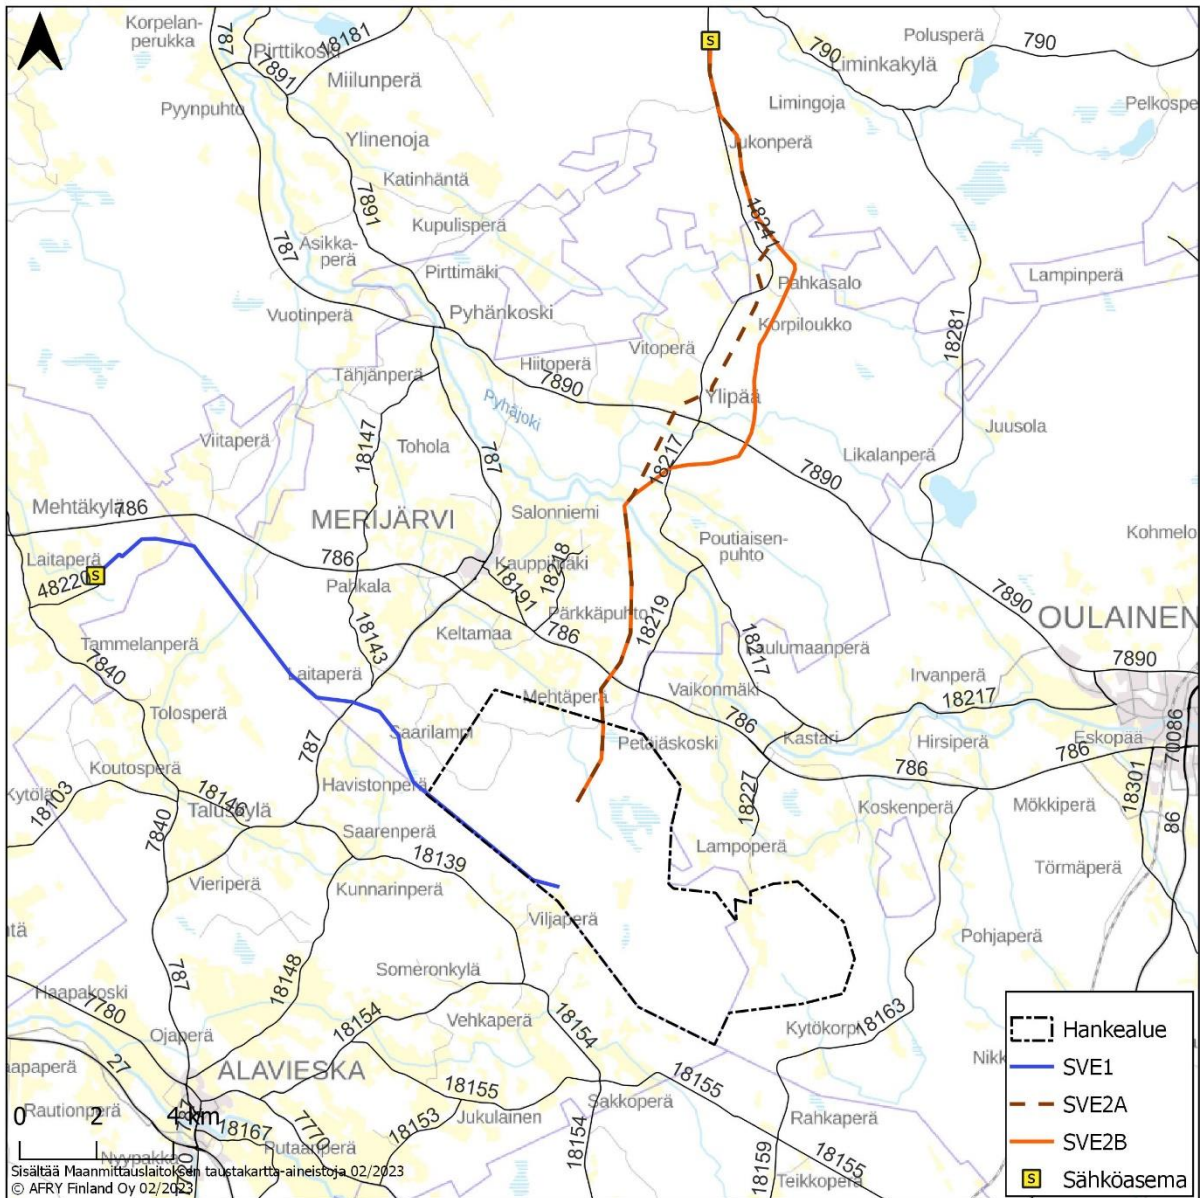 Korpelan-
perukka
787
Pirttikoski
18181
7891
Miilunperä
Pyynpuhto
Ylinenoja
Katinhäntä
7891
Kupulisperä
787
Asikka-
perä
Pirttimäki
Vuotinperä
Pyhänkoski
Polusperä
790
790
Liminkakylä
Limingoja
Pelkospe
Jukonperä
18241
Lampinperä
Pahkasalo
Korpiloukko
18281
Vitoperä
Hiitoperä
7890
Tähjänperä
Ylipää
Pyhäjoki
Viitaperä
18147
Tohola
787
18217
Juusola
Likalanperä
7890
Mehtäkylä
786
MERIJÄRVI
Salonniemi
Poutiaisen-
puhto
Kohmelo
Laitaperä
48220
786
Pahkala
Kauppilmäki
18218
18191
7890
Pärkkäpuhto
18219
OULAINEN
Tammelanperä
18143
Keltamaa
786
18217
7890
7840
Laitaperä
Irvanperä
Mehtäperä
Vaikonmäki
18217
Tolosperä
Saarilampi
786
787
Petäjäskoski
Kastari
Hirsiperä
Eskopää
786
70086
Koutosperä
Havistonperä
786
18301
Kytölä
18103
18146
TalusKylä
18227
Koskenperä
Mökkiperä
7840
Saarenperä
86
18139
Lampoperä
Törmäperä
Vieriperä
Kunnarinperä
Viljaperä
Pohjaperä
787
18148
Someronkylä
Haapakoski
7780
18154
Vehkaperä
18154
Ojaperä
Kytökorpi
18163
27
ALAVIESKA
18155
18155
Rautionperä
Jukulainen
Sakkoperä
Rahkaperä
7770
18153
18167
Putaanperä
18154
18159
18155
Teikkoperä
0 2 4 km
Hankealue
SVE1
SVE2A
SVE2B
S Sähköasema
Sisältää Maanmittauslaitoksen taustakartta-aineistoja 02/2023
© AFRY Finland Oy 02/2023